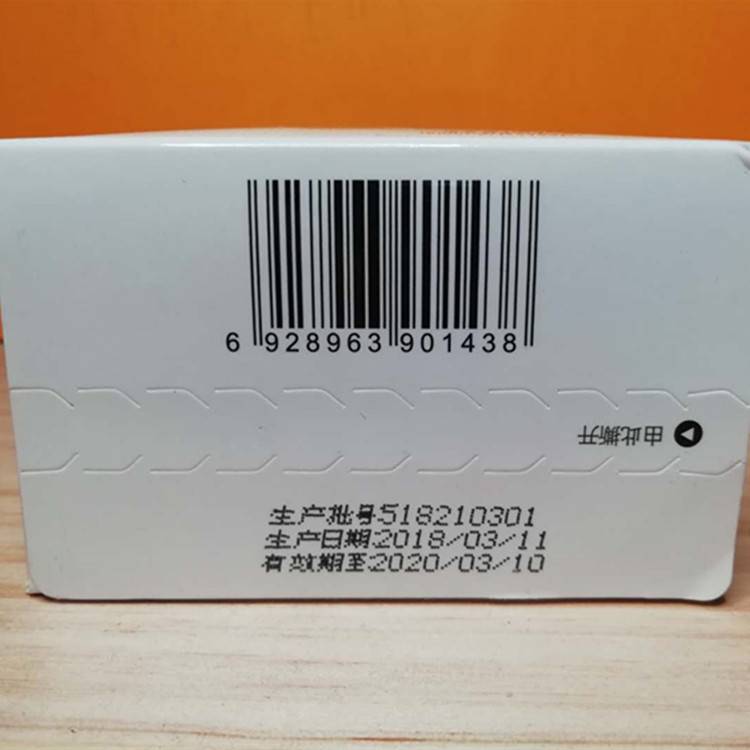 6 928963 901438
由此撕开
生产批号518210301
生产日期2018/03/11
有效期至2020/03/10